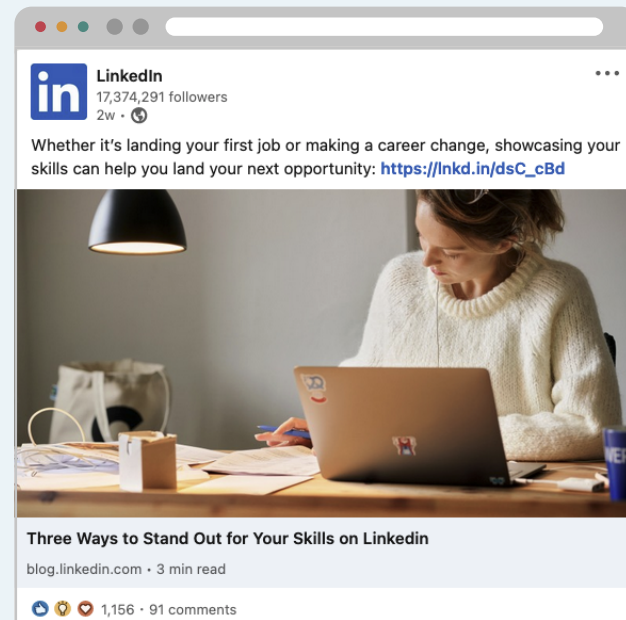 in
LinkedIn
17,374,291 followers
2w •
Whether it's landing your first job or making a career change, showcasing your
skills can help you land your next opportunity: https://lnkd.in/dsC_cBd
Three Ways to Stand Out for Your Skills on Linkedin
blog.linkedin.com • 3 min read
1,156 · 91 comments